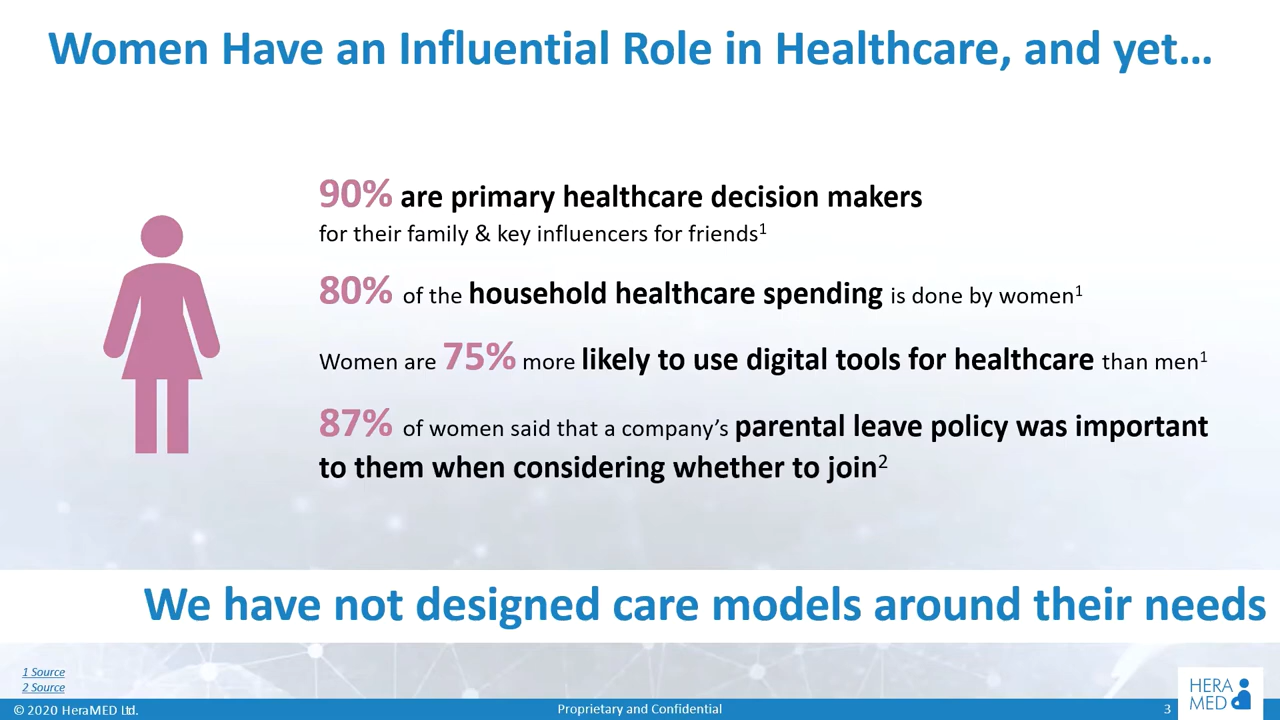 Women Have an Influential Role in Healthcare, and yet…
90% are primary healthcare decision makers
for their family & key influencers for friends¹
80% of the household healthcare spending is done by women¹
Women are 75% more likely to use digital tools for healthcare than men¹
87% of women said that a company’s parental leave policy was important
to them when considering whether to join²
We have not designed care models around their needs
1 Source
2 Source
© 2020 HeraMED Ltd.
Proprietary and Confidential
3
HERA
MED